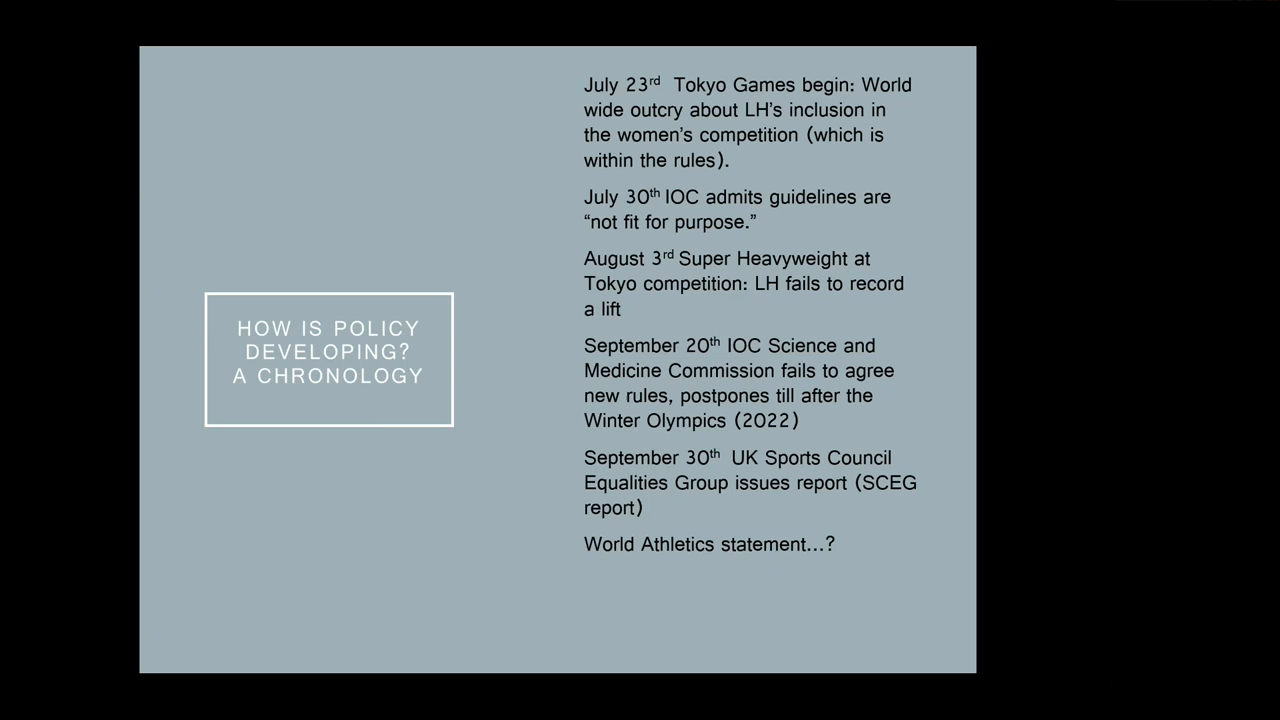 HOW IS POLICY
DEVELOPING?
A CHRONOLOGY
July 23rd Tokyo Games begin: World
wide outcry about LH’s inclusion in
the women’s competition (which is
within the rules).
July 30th IOC admits guidelines are
“not fit for purpose.”
August 3rd Super Heavyweight at
Tokyo competition: LH fails to record
a lift
September 20th IOC Science and
Medicine Commission fails to agree
new rules, postpones till after the
Winter Olympics (2022)
September 30th UK Sports Council
Equalities Group issues report (SCEG
report)
World Athletics statement...?